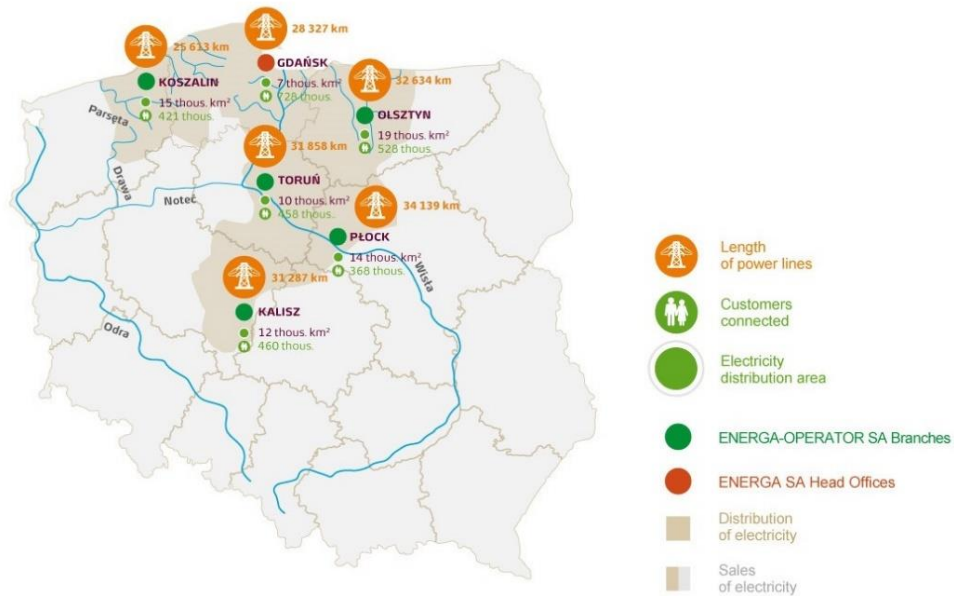 28 327 km
25 613 km
GDAŃSK
7 thous. km²
728 thous.
KOSZALIN
15 thous. km²
421 thous.
32 634 km
OLSZTYN
19 thous. km²
528 thous.
Parsęta
Drawa
Noteć
31 858 km
TORUŃ
10 thous. km²
458 thous.
34 139 km
PŁOCK
14 thous. km²
368 thous.
Wisła
31 287 km
KALISZ
12 thous. km²
460 thous.
Odra
Length
of power lines
Customers
connected
Electricity
distribution area
ENERGA-OPERATOR SA Branches
ENERGA SA Head Offices
Distribution
of electricity
Sales
of electricity